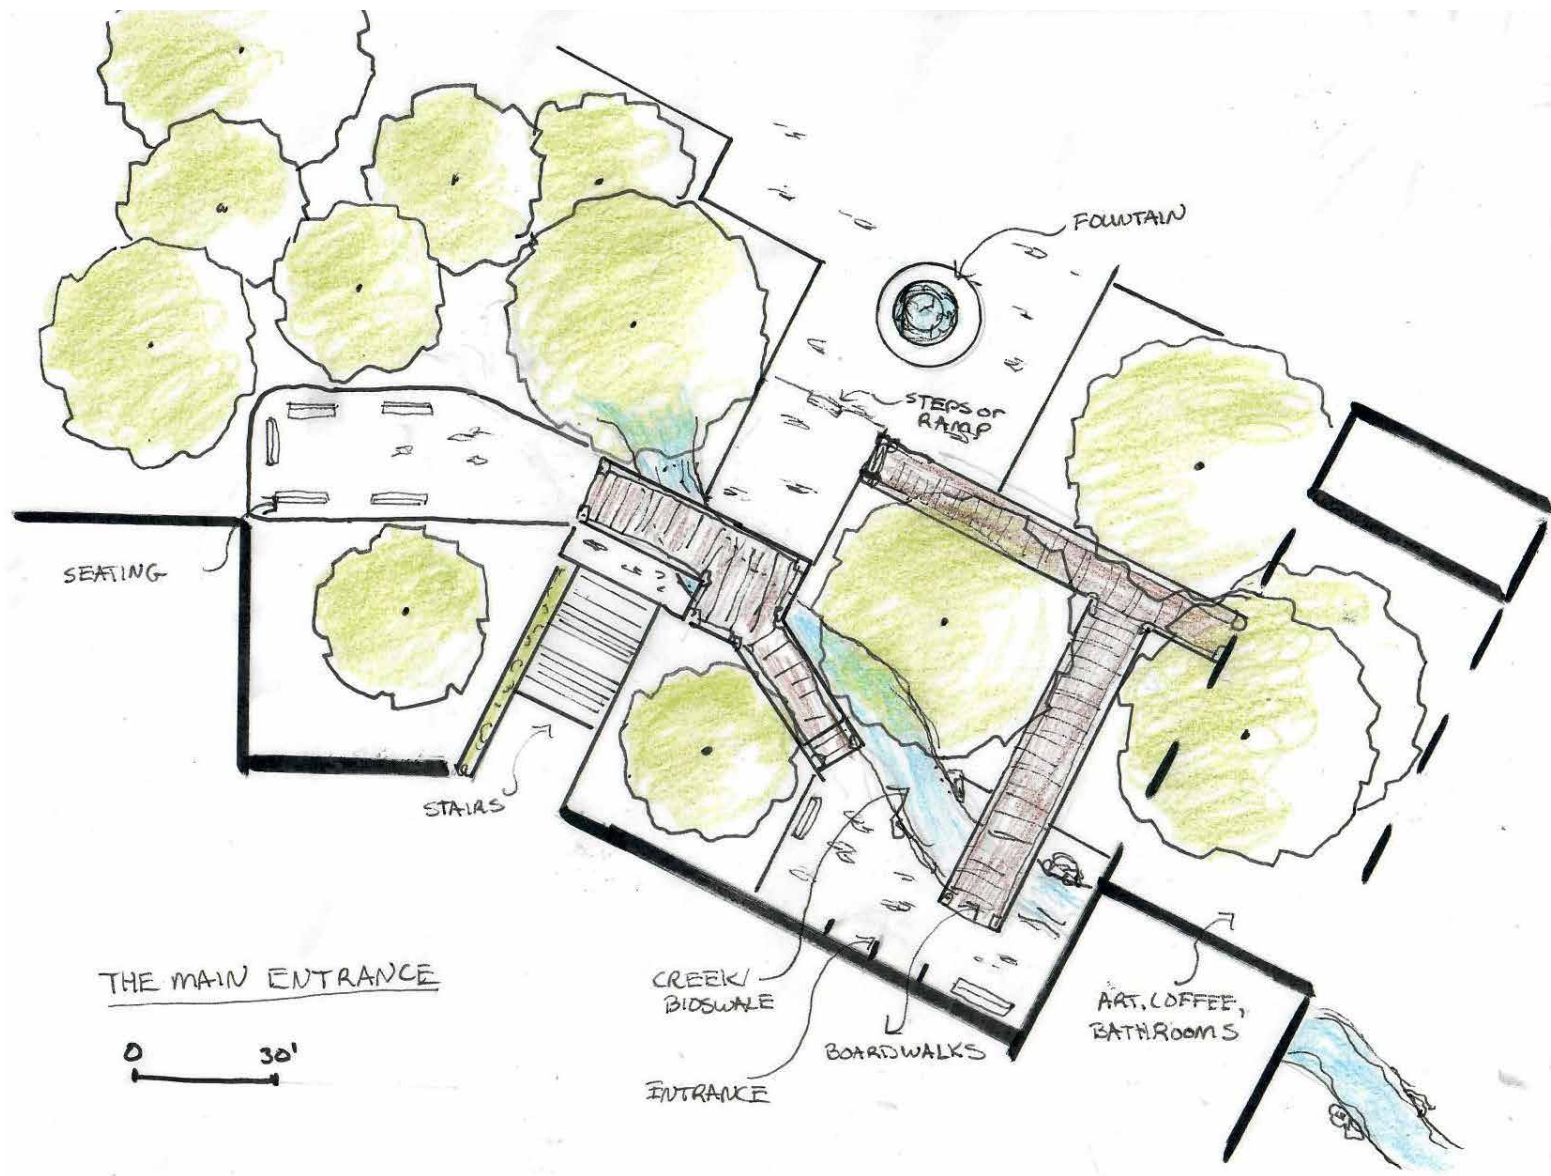 FOUNTAIN
STEPS OR
RAMP
SEATING
STAIRS
THE MAIN ENTRANCE
0 30'
CREEK/
BIOSWALE
ENTRANCE
BOARDWALKS
ART, COFFEE,
BATHROOMS